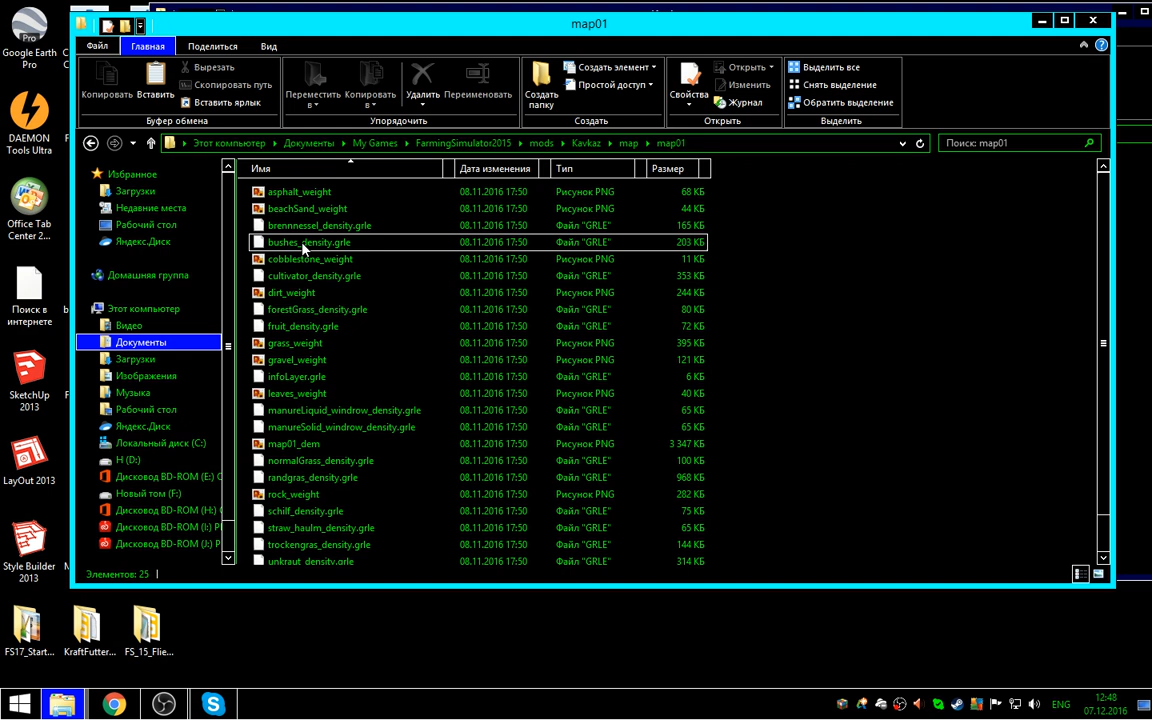 map01
Файл Главная Поделиться Вид
Копировать Вставить
Вырезать
Скопировать путь
Вставить ярлык
Буфер обмена
Переместить в
Копировать в
Удалить
Переименовать
Упорядочить
Создать папку
Создать элемент
Простой доступ
Создать
Свойства
Открыть
Изменить
Журнал
Открыть
Выделить все
Снять выделение
Обратить выделение
Выделить
Этот компьютер Документы My Games FarmingSimulator2015 mods Kavkaz map map01
Поиск: map01
Имя Дата изменения Тип Размер
asphalt_weight 08.11.2016 17:50 Рисунок PNG 68 КБ
beachSand_weight 08.11.2016 17:50 Рисунок PNG 44 КБ
brennnessel_density.grle 08.11.2016 17:50 Файл "GRLE" 165 КБ
bushes_density.grle 08.11.2016 17:50 Файл "GRLE" 203 КБ
cobblestone_weight 08.11.2016 17:50 Рисунок PNG 11 КБ
cultivator_density.grle 08.11.2016 17:50 Файл "GRLE" 353 КБ
dirt_weight 08.11.2016 17:50 Рисунок PNG 244 КБ
forestGrass_density.grle 08.11.2016 17:50 Файл "GRLE" 80 КБ
fruit_density.grle 08.11.2016 17:50 Файл "GRLE" 72 КБ
grass_weight 08.11.2016 17:50 Рисунок PNG 395 КБ
gravel_weight 08.11.2016 17:50 Рисунок PNG 121 КБ
infoLayer.grle 08.11.2016 17:50 Файл "GRLE" 6 КБ
leaves_weight 08.11.2016 17:50 Рисунок PNG 40 КБ
manureLiquid_windrow_density.grle 08.11.2016 17:50 Файл "GRLE" 65 КБ
manureSolid_windrow_density.grle 08.11.2016 17:50 Файл "GRLE" 65 КБ
map01_dem 08.11.2016 17:50 Рисунок PNG 3 347 КБ
normalGrass_density.grle 08.11.2016 17:50 Файл "GRLE" 100 КБ
randgras_density.grle 08.11.2016 17:50 Файл "GRLE" 968 КБ
rock_weight 08.11.2016 17:50 Рисунок PNG 282 КБ
schilf_density.grle 08.11.2016 17:50 Файл "GRLE" 75 КБ
straw_haulm_density.grle 08.11.2016 17:50 Файл "GRLE" 65 КБ
trockengras_density.grle 08.11.2016 17:50 Файл "GRLE" 144 КБ
unkraut_density.grle 08.11.2016 17:50 Файл "GRLE" 314 КБ
Избранное
Загрузки
Недавние места
Рабочий стол
Яндекс.Диск
Домашняя группа
Этот компьютер
Видео
Документы
Загрузки
Изображения
Музыка
Рабочий стол
Яндекс.Диск
Локальный диск (C:)
H (D:)
Дисковод BD-ROM (E:) O
Новый том (F:)
Дисковод BD-ROM (H:)
Дисковод BD-ROM (I:) P
Дисковод BD-ROM (J:) P
Элементов: 25
Google Earth Pro
DAEMON Tools Ultra
Office Tab Center 2...
Поиск в интернете
SketchUp 2013
LayOut 2013
Style Builder 2013
FS17_Start...
KraftFutter...
FS_15_Flie...
ENG
12:48
07.12.2016